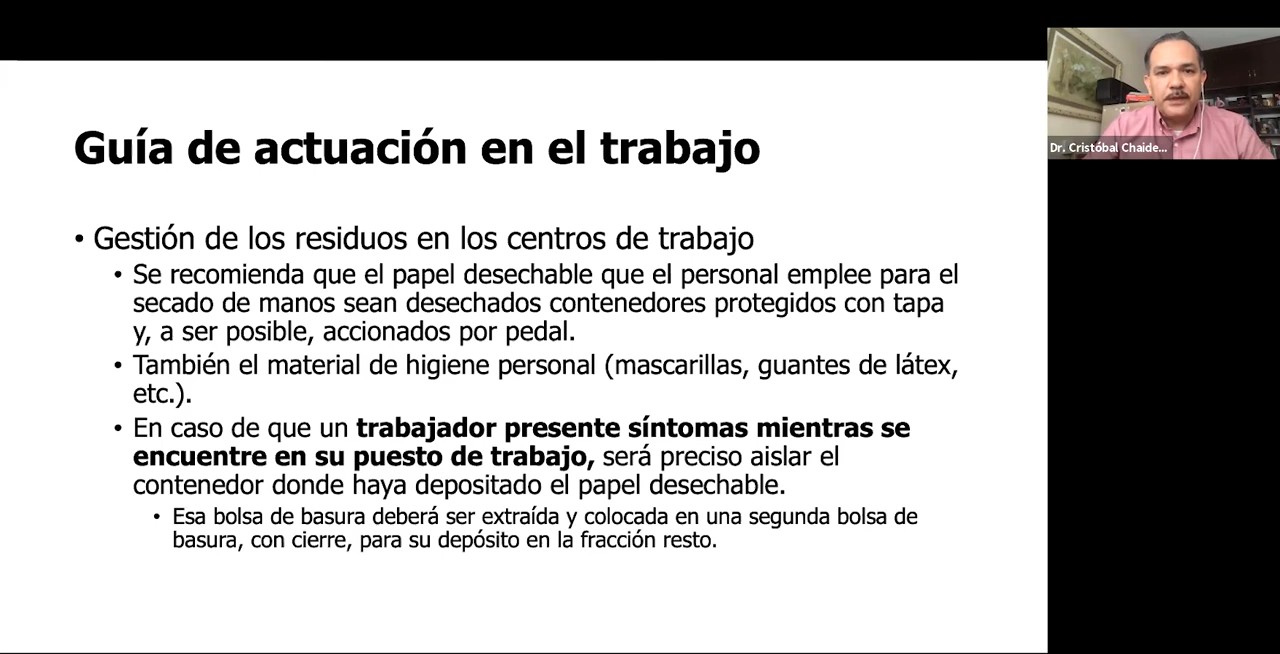 Guía de actuación en el trabajo
• Gestión de los residuos en los centros de trabajo
• Se recomienda que el papel desechable que el personal emplee para el
secado de manos sean desechados contenedores protegidos con tapa
y, a ser posible, accionados por pedal.
• También el material de higiene personal (mascarillas, guantes de látex,
etc.).
• En caso de que un trabajador presente síntomas mientras se
encuentre en su puesto de trabajo, será preciso aislar el
contenedor donde haya depositado el papel desechable.
• Esa bolsa de basura deberá ser extraída y colocada en una segunda bolsa de
basura, con cierre, para su depósito en la fracción resto.
Dr. Cristóbal Chaide...